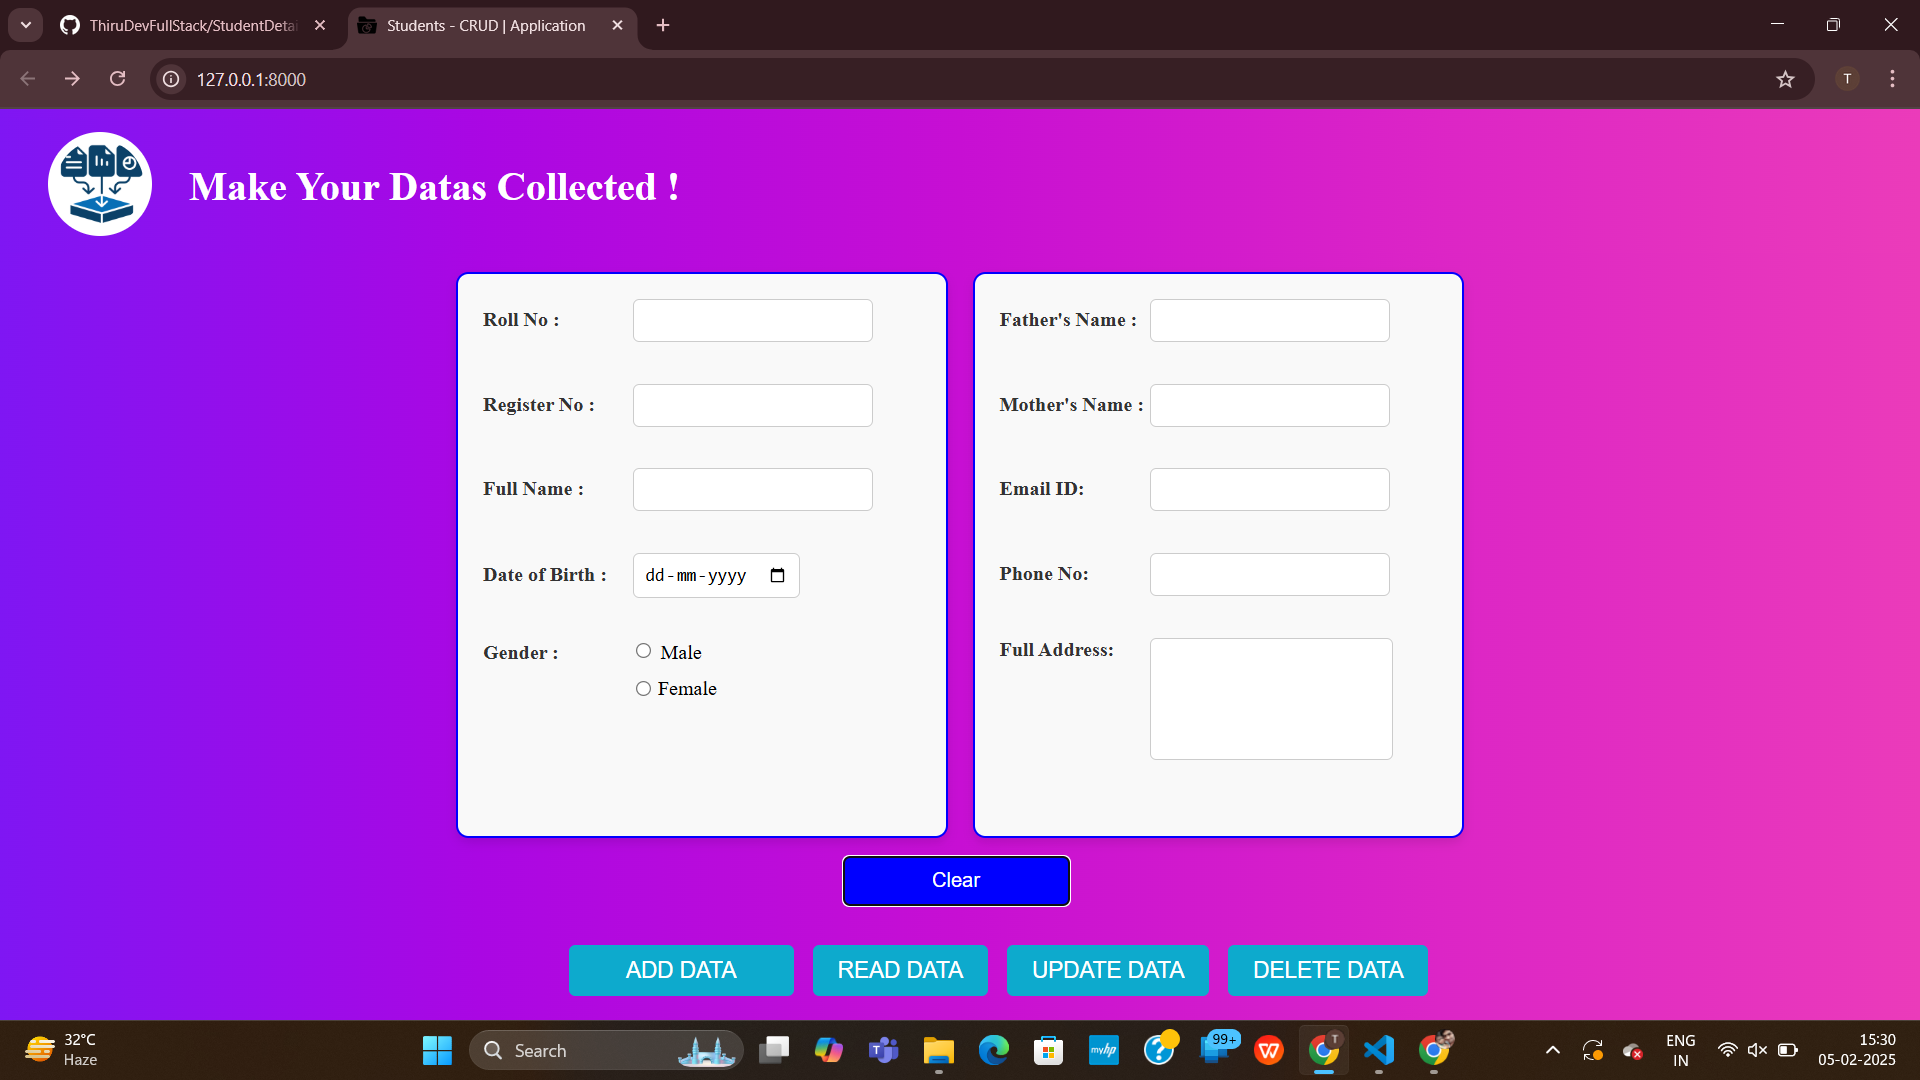 ThiruDevFullStack/StudentDetai
Students - CRUD | Application
127.0.0.1:8000
T
Make Your Datas Collected !
Roll No :
Register No :
Full Name :
Date of Birth :
dd-mm-yyyy
Gender :
Male
Female
Father's Name :
Mother's Name :
Email ID:
Phone No:
Full Address:
Clear
ADD DATA
READ DATA
UPDATE DATA
DELETE DATA
32°C
Haze
Search
T
myhp
?
99+
W
T
ENG
IN
15:30
05-02-2025